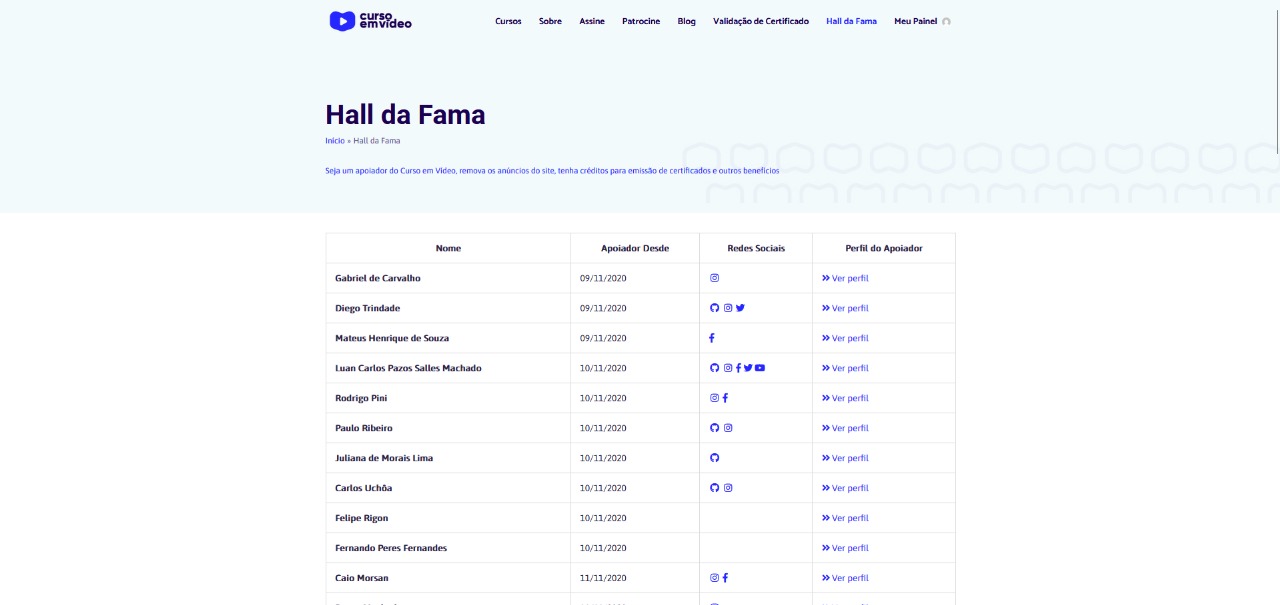 curso
emvídeo
Cursos Sobre Assine Patrocine Blog Validação de Certificado Hall da Fama Meu Painel
Hall da Fama
Início » Hall da Fama
Seja um apoiador do Curso em Vídeo, remova os anúncios do site, tenha créditos para emissão de certificados e outros benefícios
Nome Apoiador Desde Redes Sociais Perfil do Apoiador
Gabriel de Carvalho 09/11/2020 Ver perfil
Diego Trindade 09/11/2020 Ver perfil
Mateus Henrique de Souza 09/11/2020 Ver perfil
Luan Carlos Pazos Salles Machado 10/11/2020 Ver perfil
Rodrigo Pini 10/11/2020 Ver perfil
Paulo Ribeiro 10/11/2020 Ver perfil
Juliana de Morais Lima 10/11/2020 Ver perfil
Carlos Uchôa 10/11/2020 Ver perfil
Felipe Rigon 10/11/2020 Ver perfil
Fernando Peres Fernandes 10/11/2020 Ver perfil
Caio Morsan 11/11/2020 Ver perfil